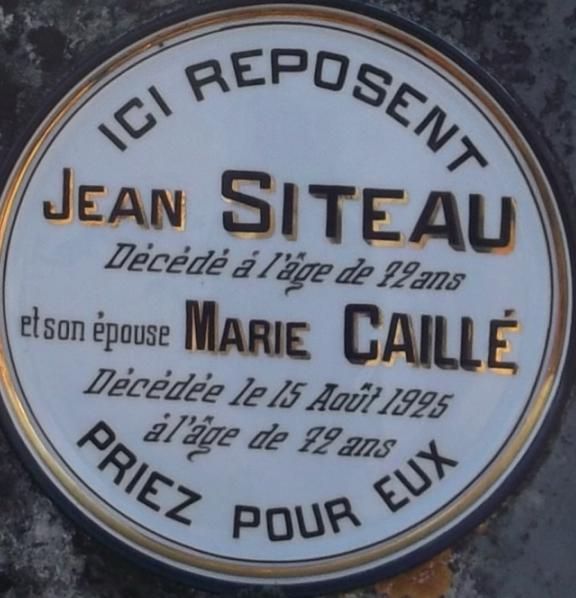 ICI REPOSENT
JEAN SITEAU
Décédé à l'âge de 72 ans
et son épouse MARIE CAILLÉ
Décédée le 15 Août 1925
à l'âge de 72 ans
PRIEZ POUR EUX